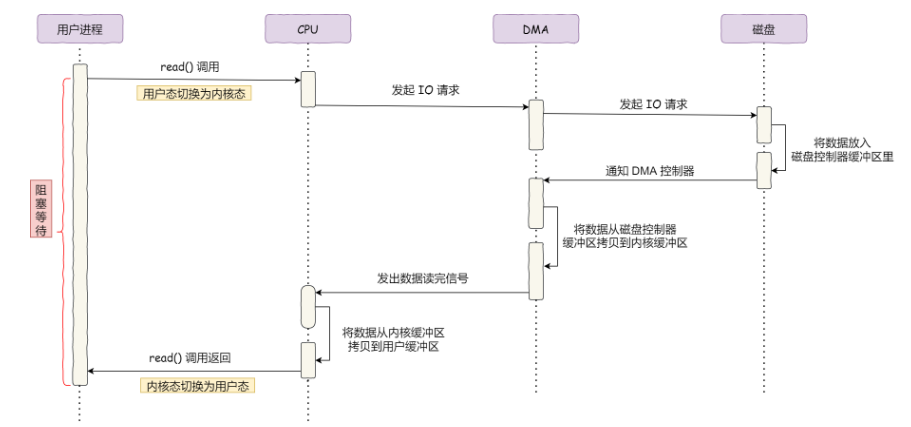 用户进程
CPU
DMA
磁盘
read() 调用
用户态切换为内核态
发起 IO 请求
发起 IO 请求
将数据放入
磁盘控制器缓冲区里
通知 DMA 控制器
阻塞等待
将数据从磁盘控制器
缓冲区拷贝到内核缓冲区
发出数据读完信号
将数据从内核缓冲区
拷贝到用户缓冲区
read() 调用返回
内核态切换为用户态